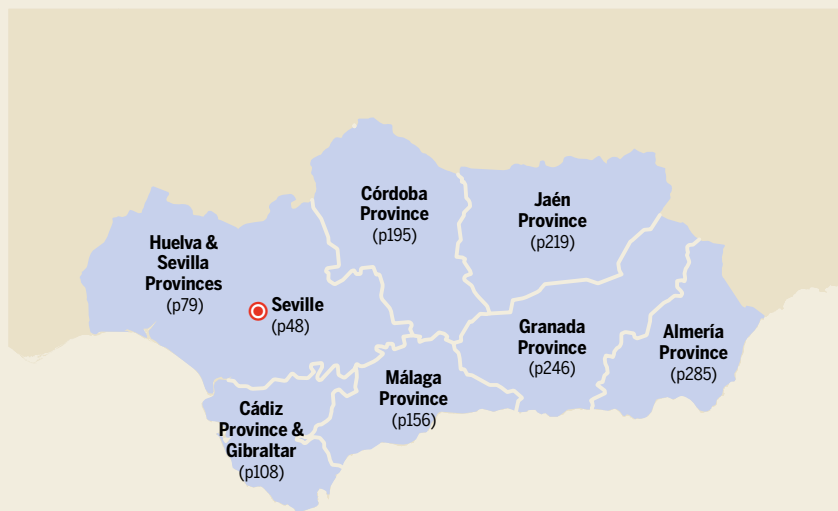 Córdoba
Province
(p195)
Jaén
Province
(p219)
Huelva &
Sevilla
Provinces
(p79)
Seville
(p48)
Granada
Province
(p246)
Almería
Province
(p285)
Málaga
Province
(p156)
Cádiz
Province &
Gibraltar
(p108)